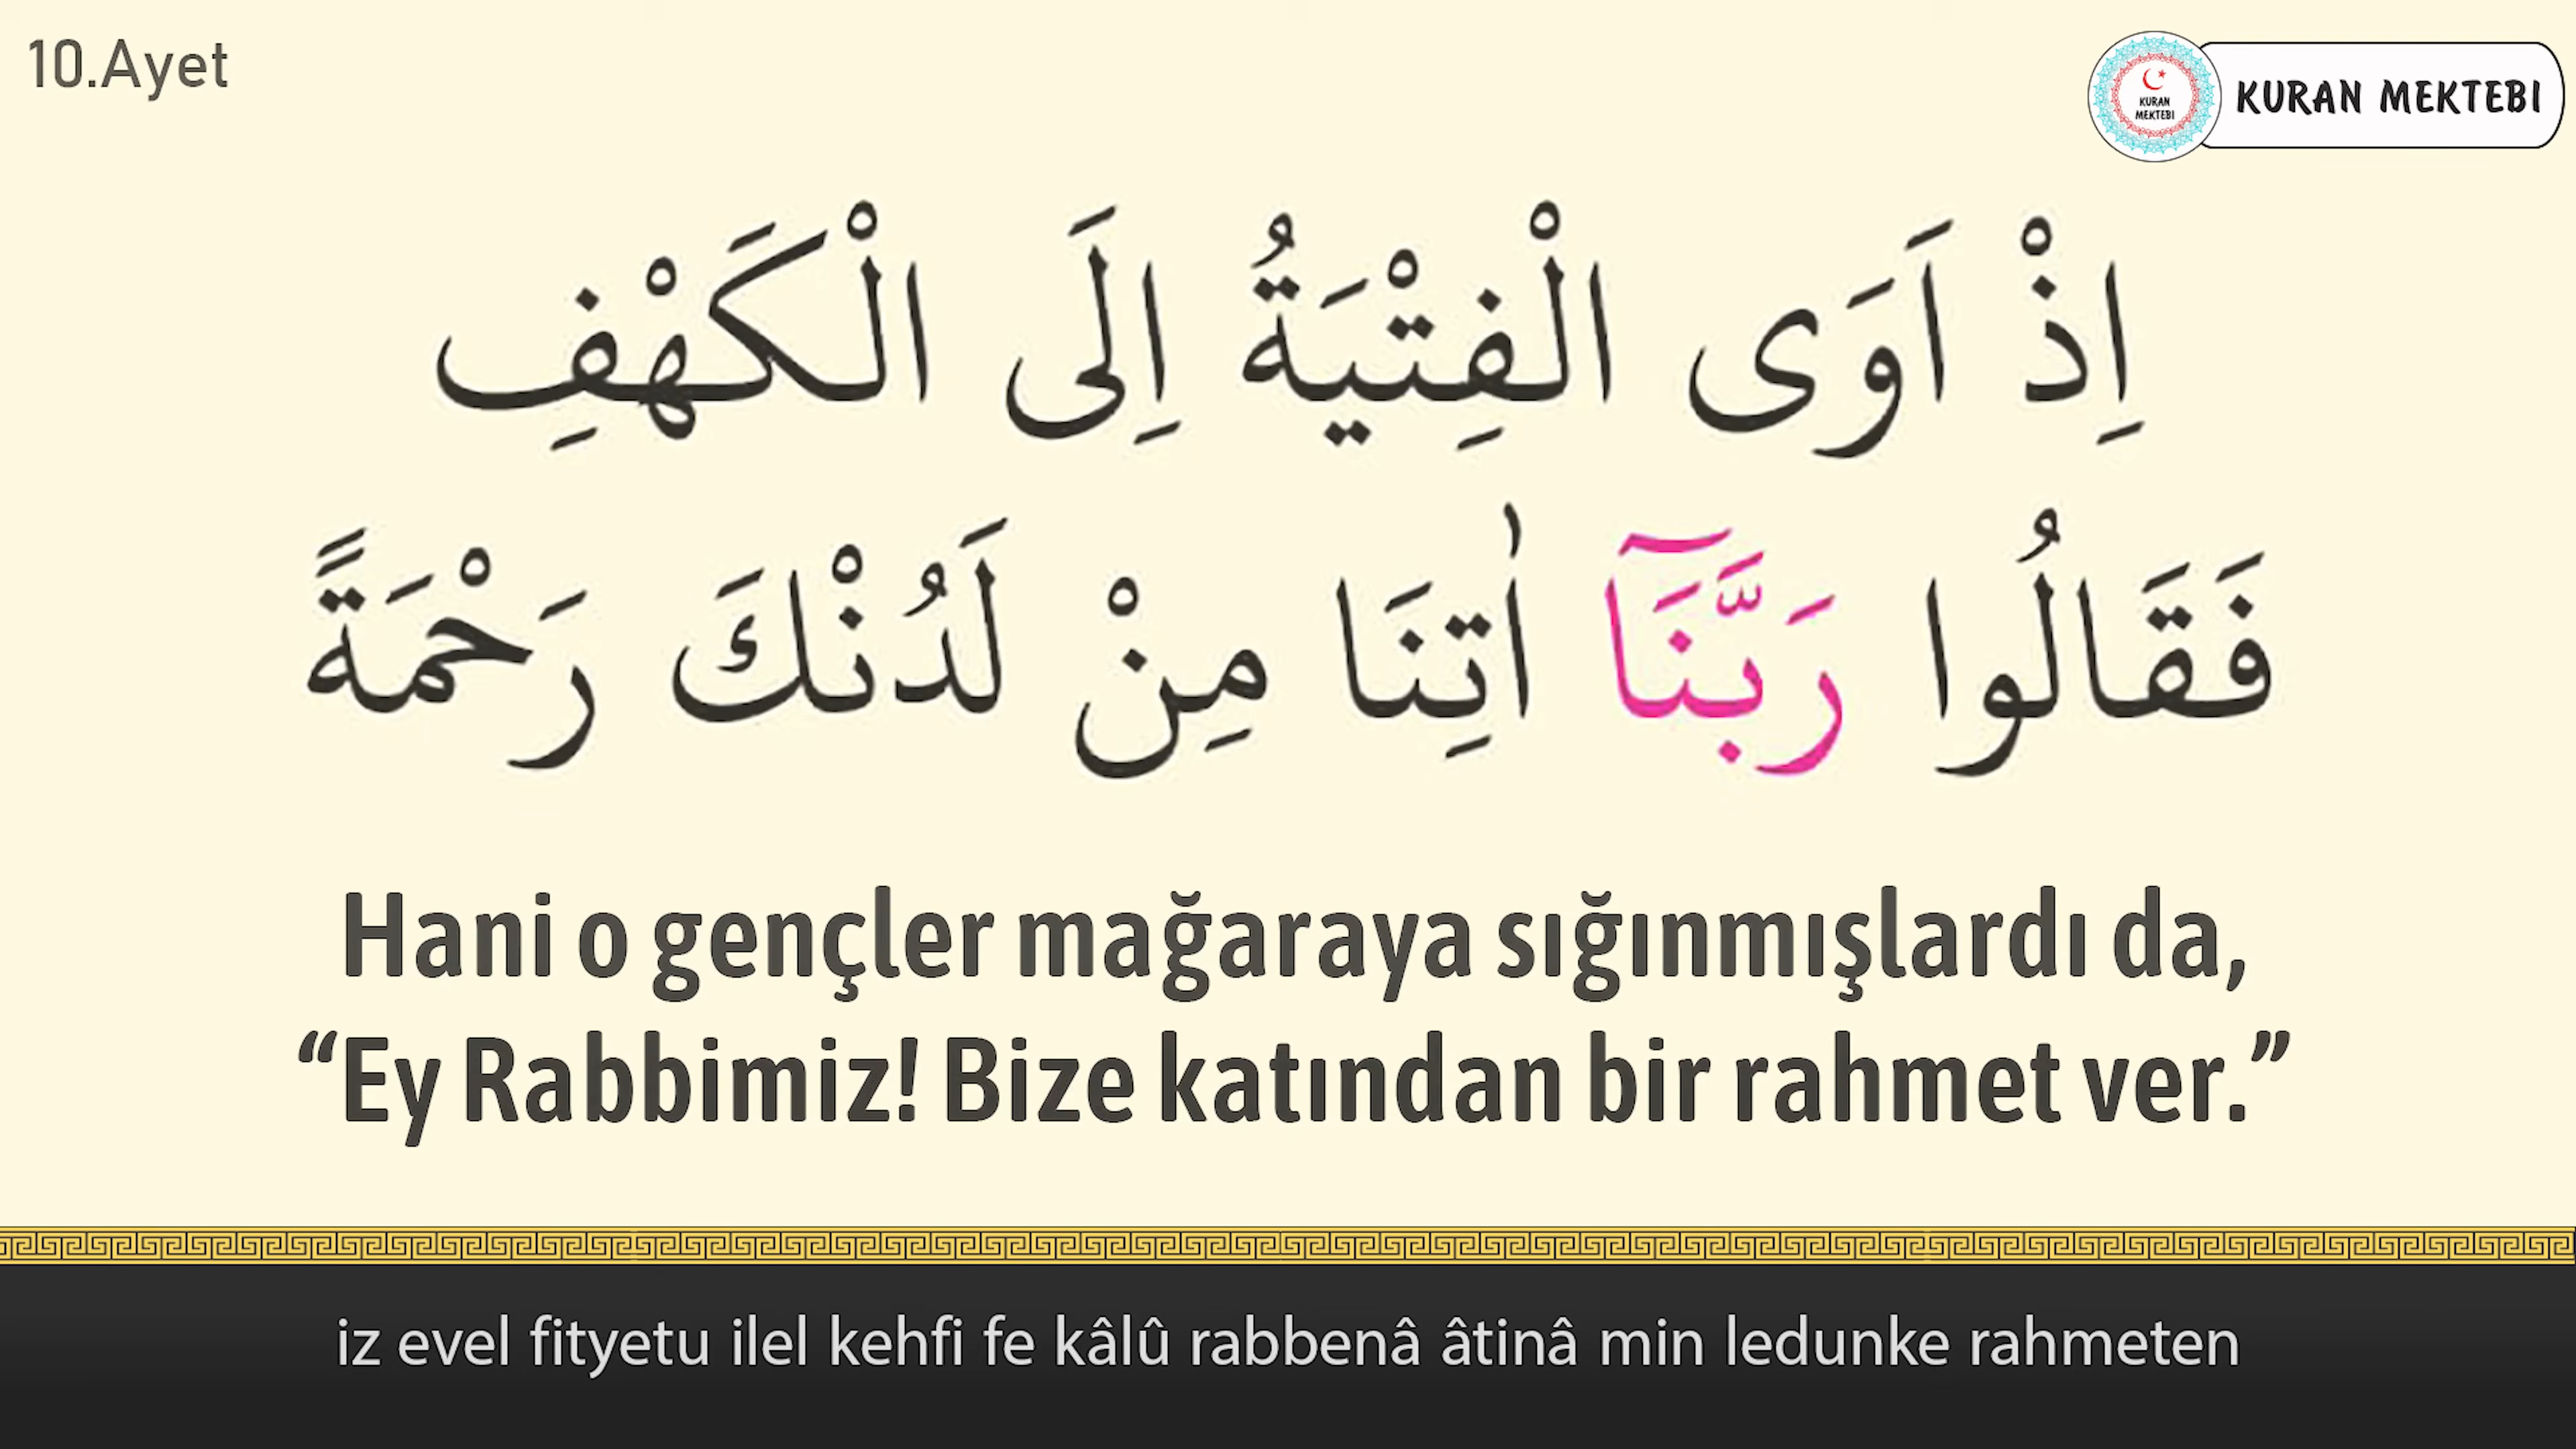 10.Ayet
KURAN
MEKTEBI
KURAN MEKTEBI
اِذْ اَوَى الْفِتْيَةُ اِلَى الْكَهْفِ
فَقَالُوا رَبَّنَٓا اٰتِنَا مِنْ لَدُنْكَ رَحْمَةً
Hani o gençler mağaraya sığınmışlardı da,
“Ey Rabbimiz! Bize katından bir rahmet ver.”
iz evel fityetu ilel kehfi fe kâlû rabbenâ âtinâ min ledunke rahmeten